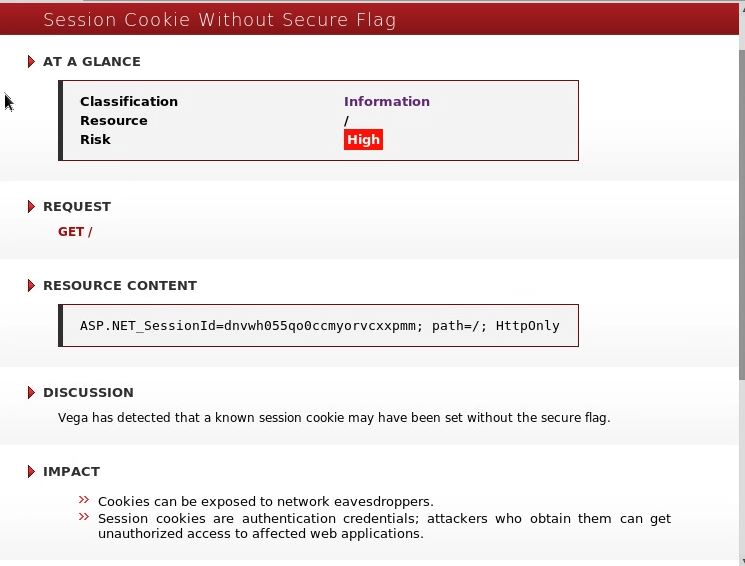 Session Cookie Without Secure Flag
AT A GLANCE
Classification Information
Resource /
Risk High
REQUEST
GET /
RESOURCE CONTENT
ASP.NET_SessionId=dnvwh055qo0ccmyorvcxxpmm; path=/; HttpOnly
DISCUSSION
Vega has detected that a known session cookie may have been set without the secure flag.
IMPACT
Cookies can be exposed to network eavesdroppers.
Session cookies are authentication credentials; attackers who obtain them can get
unauthorized access to affected web applications.